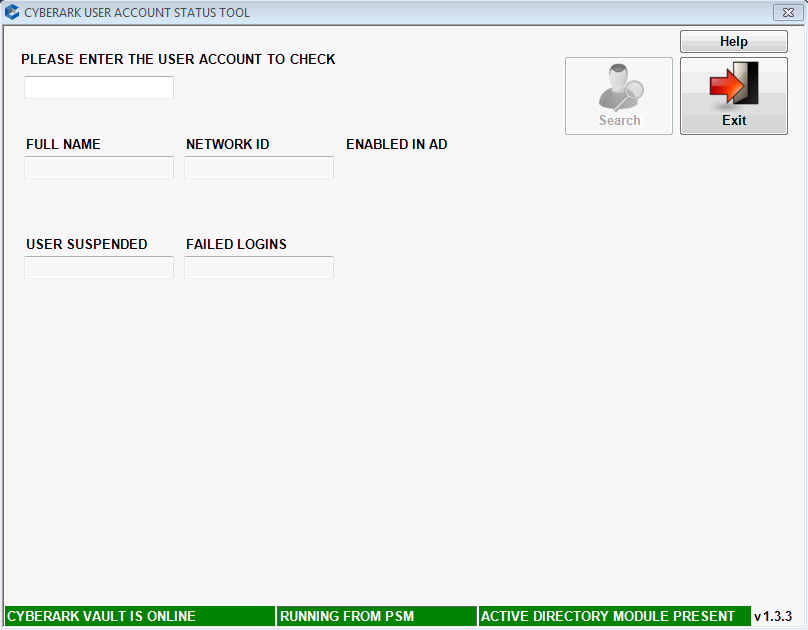 CYBERARK USER ACCOUNT STATUS TOOL
Help
PLEASE ENTER THE USER ACCOUNT TO CHECK
Search
Exit
FULL NAME
NETWORK ID
ENABLED IN AD
USER SUSPENDED
FAILED LOGINS
CYBERARK VAULT IS ONLINE
RUNNING FROM PSM
ACTIVE DIRECTORY MODULE PRESENT
v 1.3.3